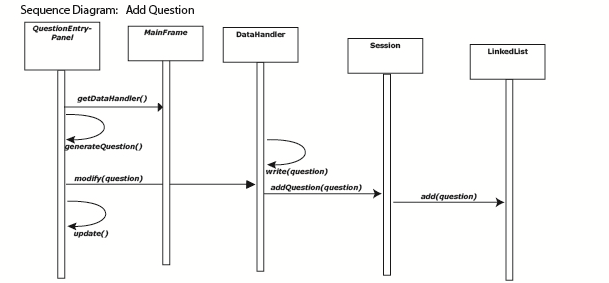 Sequence Diagram: Add Question
QuestionEntry-
Panel
MainFrame
DataHandler
Session
LinkedList
getDataHandler()
generateQuestion()
write(question)
modify(question)
addQuestion(question)
add(question)
update()